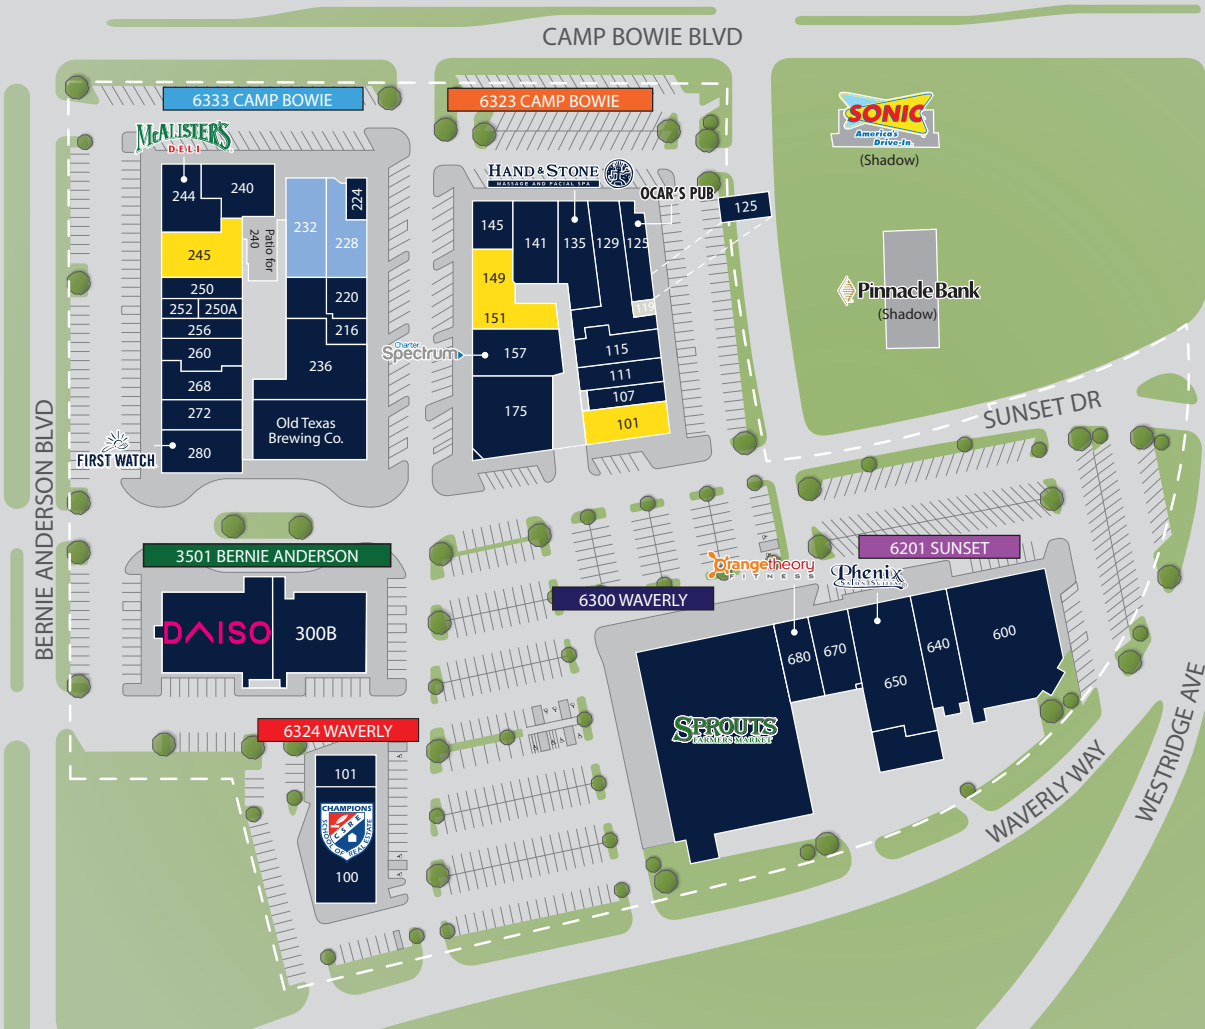 CAMP BOWIE BLVD
6333 CAMP BOWIE
6323 CAMP BOWIE
McALISTER'S
DELI
SONIC
America's
Drive-In
(Shadow)
HAND & STONE
MASSAGE AND FACIAL SPA
OCAR'S PUB
244
240
224
232
228
Patio for
240
245
250
252
250A
256
260
268
272
280
220
216
236
Old Texas
Brewing Co.
FIRST WATCH
145
141
135
129
125
125
119
149
151
157
175
115
111
107
101
Charter
Spectrum
Pinnacle Bank
(Shadow)
SUNSET DR
BERNIE ANDERSON BLVD
3501 BERNIE ANDERSON
DAISO
300B
6300 WAVERLY
6201 SUNSET
Orangetheory
FITNESS
Phenix
SALON SUITES
680
670
650
640
600
SPROUTS
FARMERS MARKET
6324 WAVERLY
101
CHAMPIONS
CSRE
SCHOOL OF REAL ESTATE
100
WAVERLY WAY
WESTRIDGE AVE